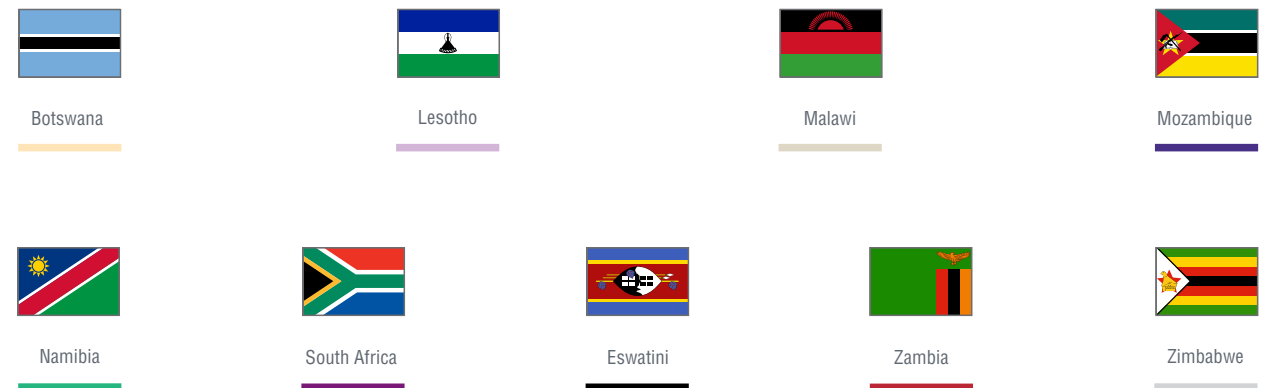 Botswana
Lesotho
Malawi
Mozambique
Namibia
South Africa
Eswatini
Zambia
Zimbabwe